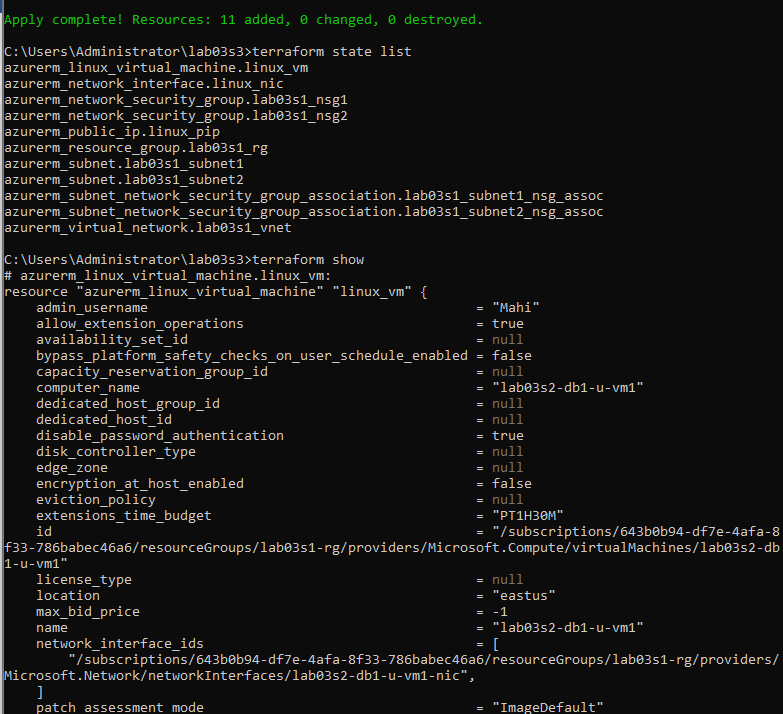 Apply complete! Resources: 11 added, 0 changed, 0 destroyed.
C:\Users\Administrator\lab03s3>terraform state list
azurerm_linux_virtual_machine.linux_vm
azurerm_network_interface.linux_nic
azurerm_network_security_group.lab03s1_nsg1
azurerm_network_security_group.lab03s1_nsg2
azurerm_public_ip.linux_pip
azurerm_resource_group.lab03s1_rg
azurerm_subnet.lab03s1_subnet1
azurerm_subnet.lab03s1_subnet2
azurerm_subnet_network_security_group_association.lab03s1_subnet1_nsg_assoc
azurerm_subnet_network_security_group_association.lab03s1_subnet2_nsg_assoc
azurerm_virtual_network.lab03s1_vnet
C:\Users\Administrator\lab03s3>terraform show
# azurerm_linux_virtual_machine.linux_vm:
resource "azurerm_linux_virtual_machine" "linux_vm" {
    admin_username                                         = "Mahi"
    allow_extension_operations                             = true
    availability_set_id                                    = null
    bypass_platform_safety_checks_on_user_schedule_enabled = false
    capacity_reservation_group_id                          = null
    computer_name                                          = "lab03s2-db1-u-vm1"
    dedicated_host_group_id                                = null
    dedicated_host_id                                      = null
    disable_password_authentication                        = true
    disk_controller_type                                   = null
    edge_zone                                              = null
    encryption_at_host_enabled                             = false
    eviction_policy                                        = null
    extensions_time_budget                                 = "PT1H30M"
    id                                                     = "/subscriptions/643b0b94-df7e-4afa-8
f33-786babec46a6/resourceGroups/lab03s1-rg/providers/Microsoft.Compute/virtualMachines/lab03s2-db
1-u-vm1"
    license_type                                           = null
    location                                               = "eastus"
    max_bid_price                                          = -1
    name                                                   = "lab03s2-db1-u-vm1"
    network_interface_ids                                  = [
        "/subscriptions/643b0b94-df7e-4afa-8f33-786babec46a6/resourceGroups/lab03s1-rg/providers/
Microsoft.Network/networkInterfaces/lab03s2-db1-u-vm1-nic",
    ]
    patch_assessment_mode                                  = "ImageDefault"